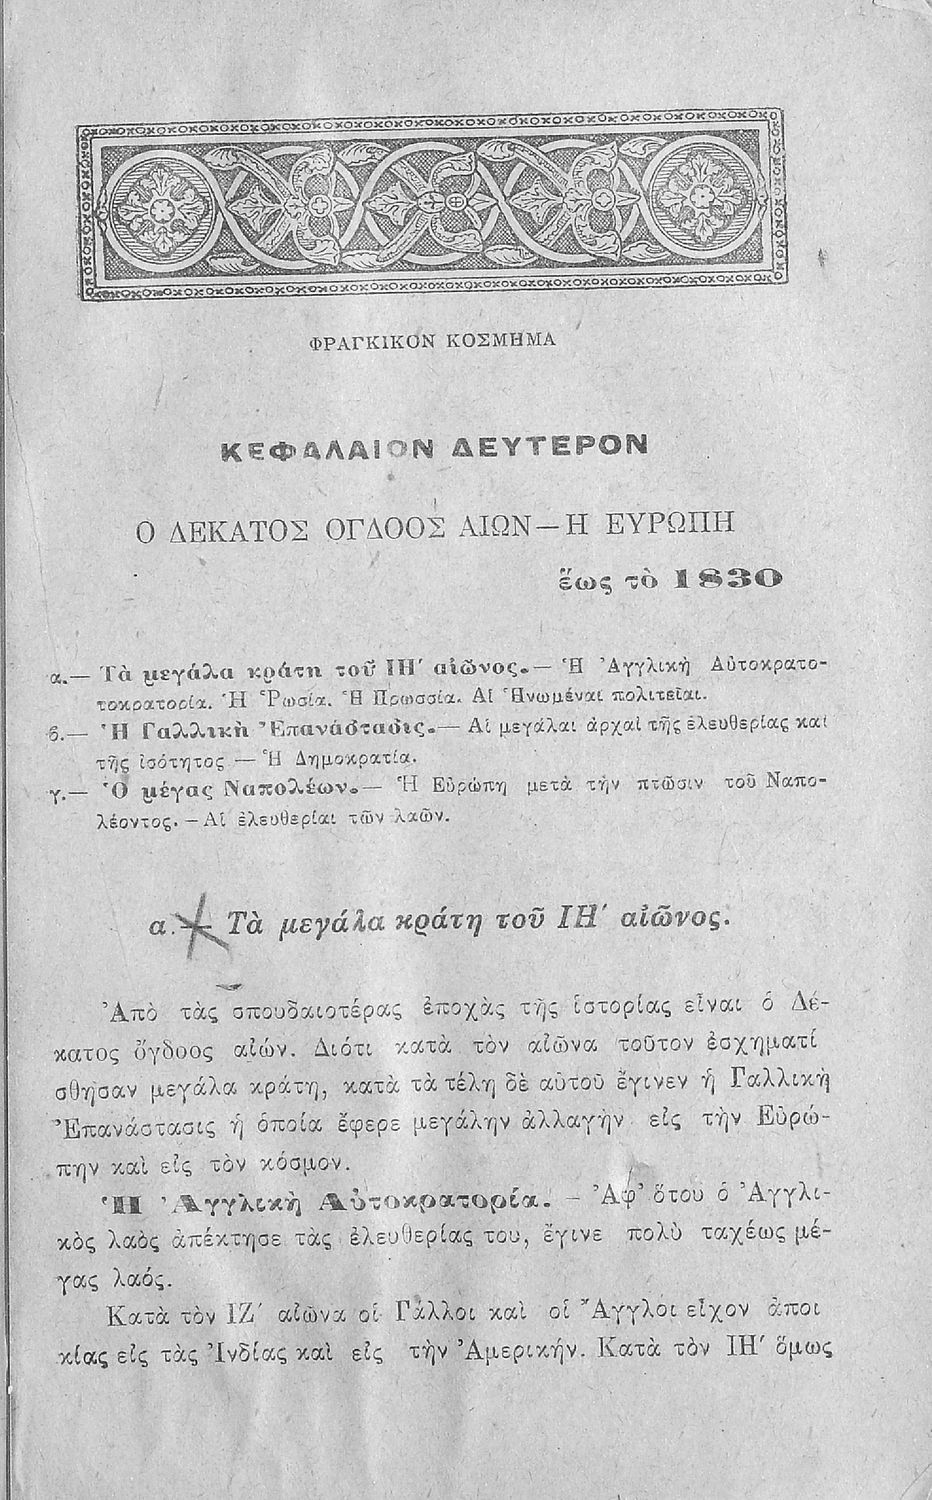 ΦΡΑΓΚΙΚΟΝ ΚΟΣΜΗΜΑ
ΚΕΦΑΛΑΙΟΝ ΔΕΥΤΕΡΟΝ
Ο ΔΕΚΑΤΟΣ ΟΓΔΟΟΣ ΑΙΩΝ — Η ΕΥΡΩΠΗ
ἕως τὸ 1830
α.— Τὰ μεγάλα κράτη τοῦ ΙΗ′ αἰῶνος.— Ἡ Ἀγγλικὴ Αὐτοκρατο-
τοκρατορία. Ἡ Ῥωσία. Ἡ Πρωσσία. Αἱ Ἡνωμέναι πολιτεῖαι.
β.— Ἡ Γαλλικὴ Ἐπανάστασις.— Αἱ μεγάλαι ἀρχαὶ τῆς ἐλευθερίας καὶ
τῆς ἰσότητος — Ἡ Δημοκρατία.
γ.— Ὁ μέγας Ναπολέων.— Ἡ Εὐρώπη μετὰ τὴν πτῶσιν τοῦ Ναπο-
λέοντος. — Αἱ ἐλευθερίαι τῶν λαῶν.
α.— Τὰ μεγάλα κράτη τοῦ ΙΗ′ αἰῶνος.
Ἀπὸ τὰς σπουδαιοτέρας ἐποχὰς τῆς ἱστορίας εἶναι ὁ Δέ-
κατος ὄγδοος αἰών. Διότι κατὰ τὸν αἰῶνα τοῦτον ἐσχηματί
σθησαν μεγάλα κράτη, κατὰ τὰ τέλη δὲ αὐτοῦ ἔγινεν ἡ Γαλλικὴ
Ἐπανάστασις ἡ ὁποία ἔφερε μεγάλην ἀλλαγὴν εἰς τὴν Εὐρώ-
πην καὶ εἰς τὸν κόσμον.
Ἡ Ἀγγλικὴ Αὐτοκρατορία. — Ἀφ' ὅτου ὁ Ἀγγλι-
κὸς λαὸς ἀπέκτησε τὰς ἐλευθερίας του, ἔγινε πολὺ ταχέως μέ-
γας λαός.
Κατὰ τὸν ΙΖ′ αἰῶνα οἱ Γάλλοι καὶ οἱ Ἄγγλοι εἶχον ἀποι
κίας εἰς τὰς Ἰνδίας καὶ εἰς τὴν Ἀμερικήν. Κατὰ τὸν ΙΗ′ ὅμως